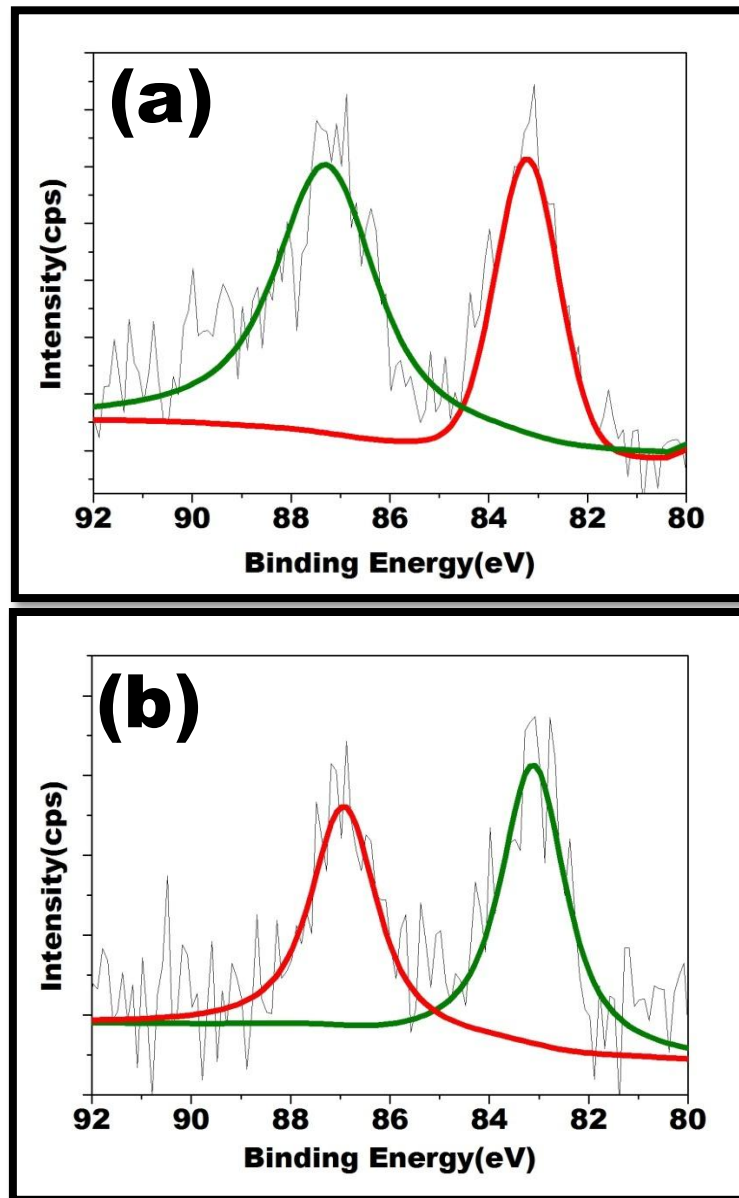 (a)
Intensity(cps)
92 90 88 86 84 82 80
Binding Energy(eV)
(b)
Intensity(cps)
92 90 88 86 84 82 80
Binding Energy(eV)